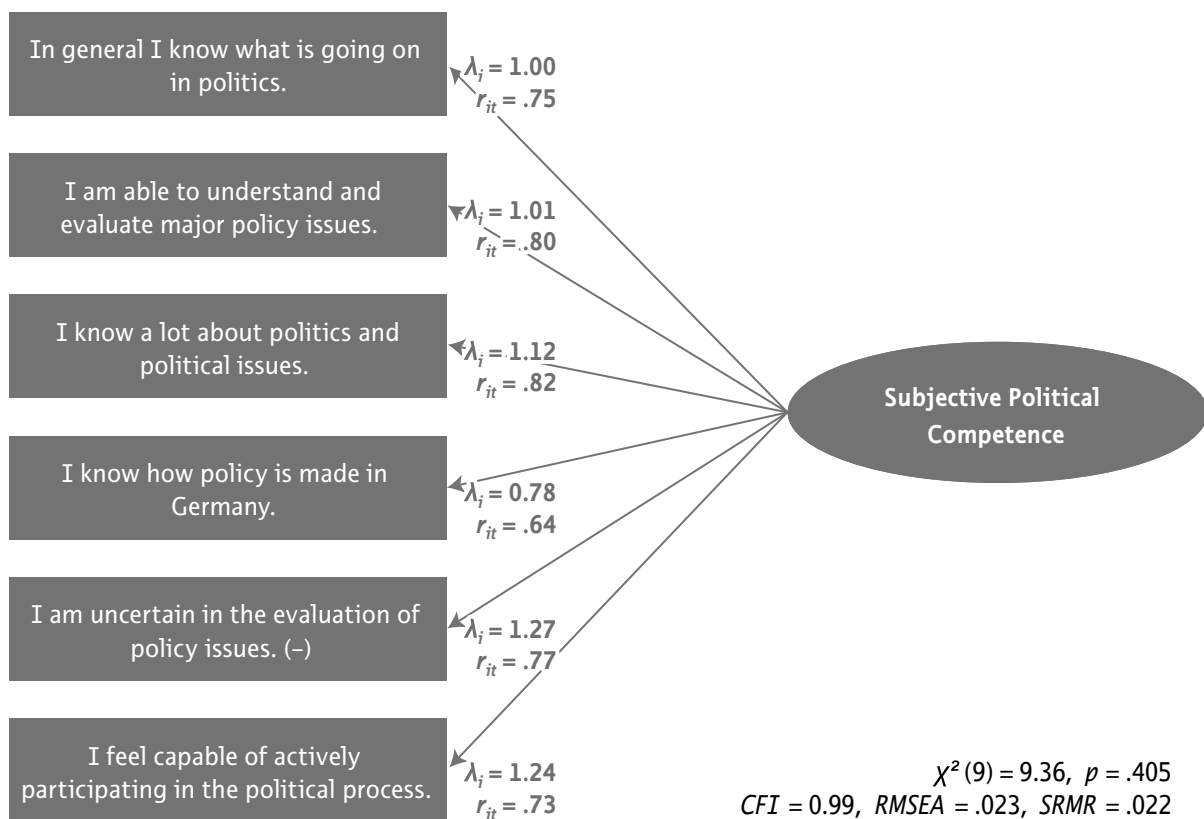 In general I know what is going on
in politics.
λi = 1.00
rit = .75
I am able to understand and
evaluate major policy issues.
λi = 1.01
rit = .80
I know a lot about politics and
political issues.
λi = 1.12
rit = .82
Subjective Political
Competence
I know how policy is made in
Germany.
λi = 0.78
rit = .64
I am uncertain in the evaluation of
policy issues. (–)
λi = 1.27
rit = .77
I feel capable of actively
participating in the political process.
λi = 1.24
rit = .73
χ² (9) = 9.36, p = .405
CFI = 0.99, RMSEA = .023, SRMR = .022